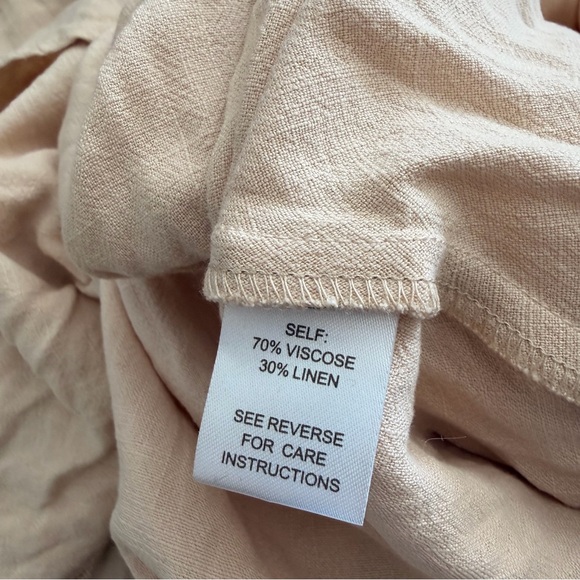 SELF:
70% VISCOSE
30% LINEN
SEE REVERSE
FOR CARE
INSTRUCTIONS